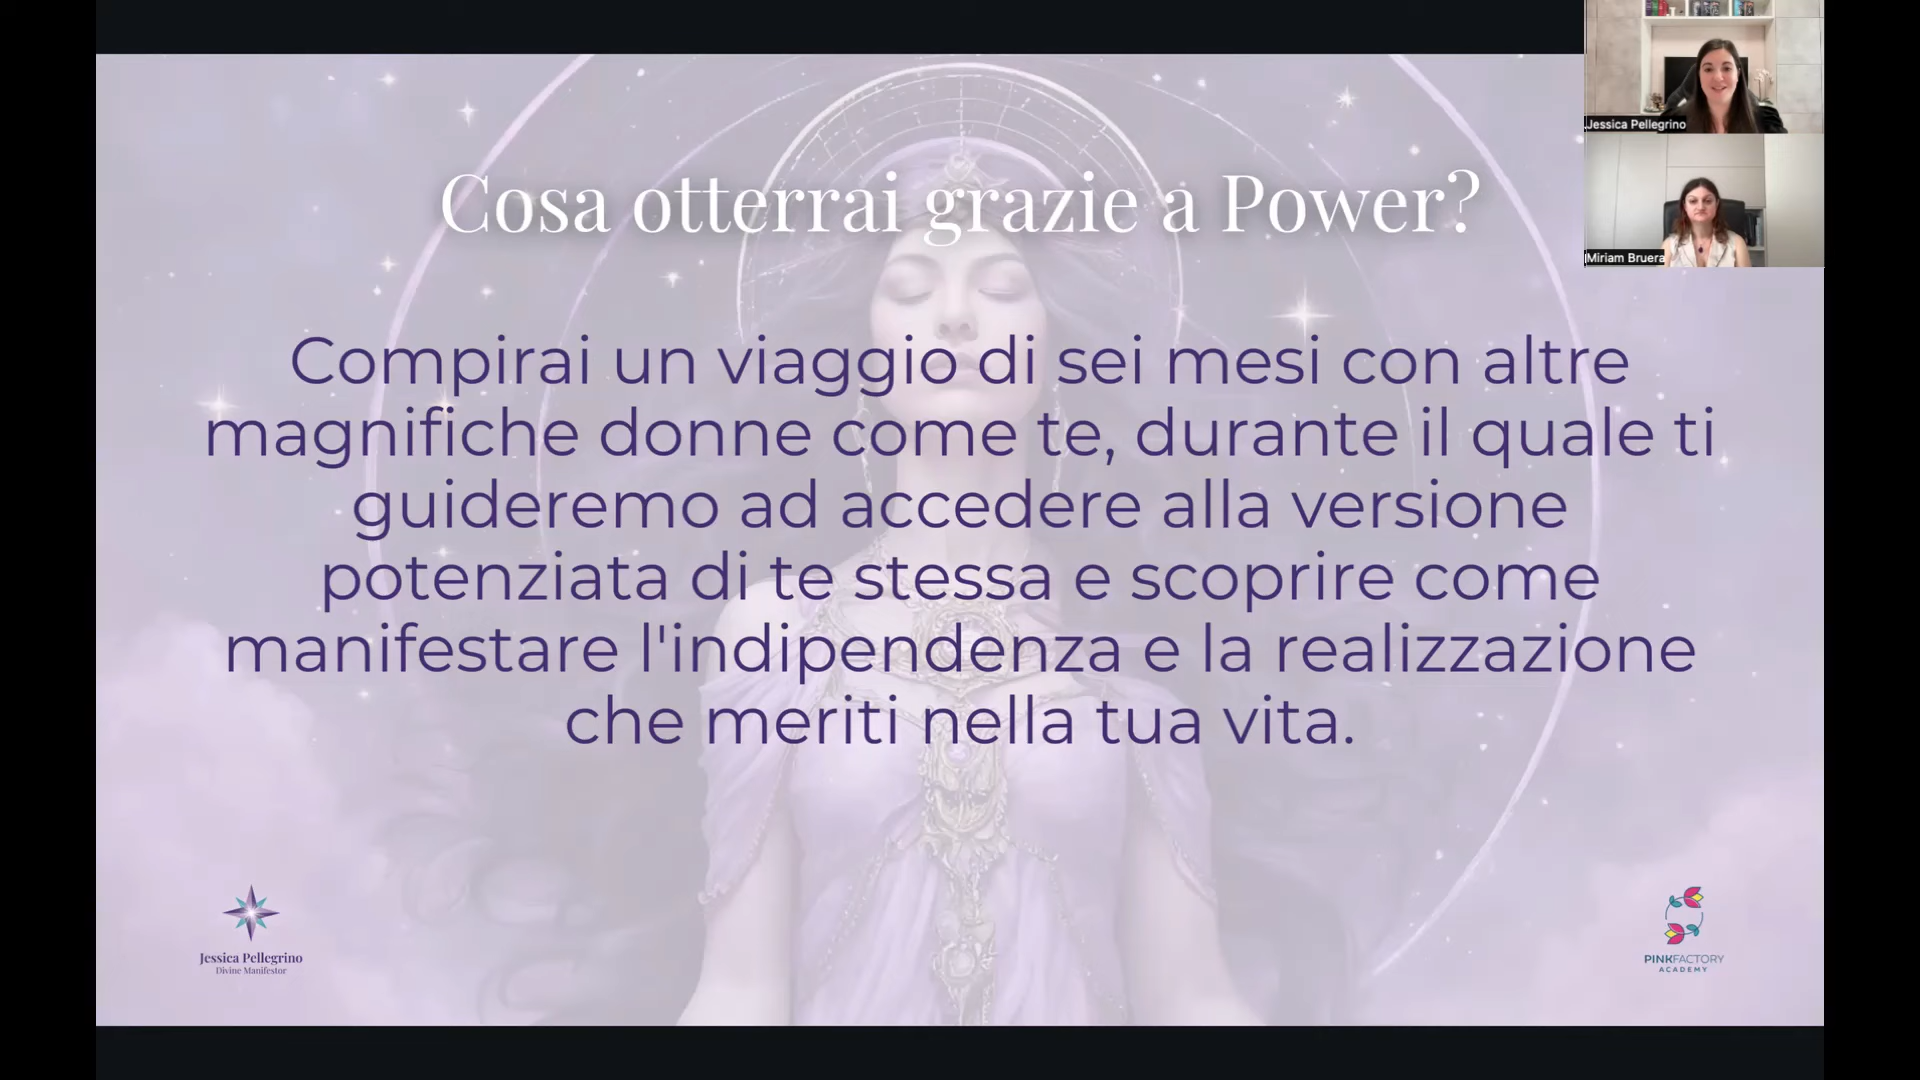 Jessica Pellegrino
Miriam Bruera
Cosa otterrai grazie a Power?
Compirai un viaggio di sei mesi con altre
magnifiche donne come te, durante il quale ti
guideremo ad accedere alla versione
potenziata di te stessa e scoprire come
manifestare l'indipendenza e la realizzazione
che meriti nella tua vita.
Jessica Pellegrino
Divine Manifestor
PINKFACTORY
ACADEMY